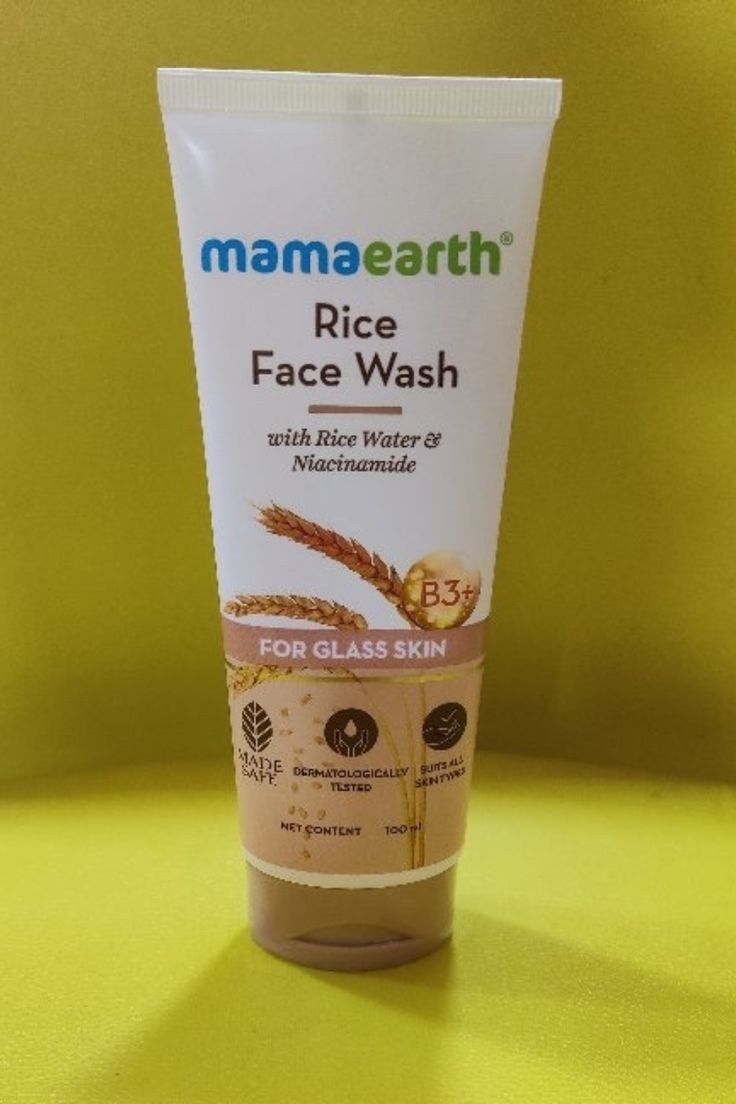 mamaearth®
Rice
Face Wash
with Rice Water &
Niacinamide
B3+
FOR GLASS SKIN
MADE
SAFE
DERMATOLOGICALLY
TESTED
SUITS ALL
SKIN TYPES
NET CONTENT 100 ml